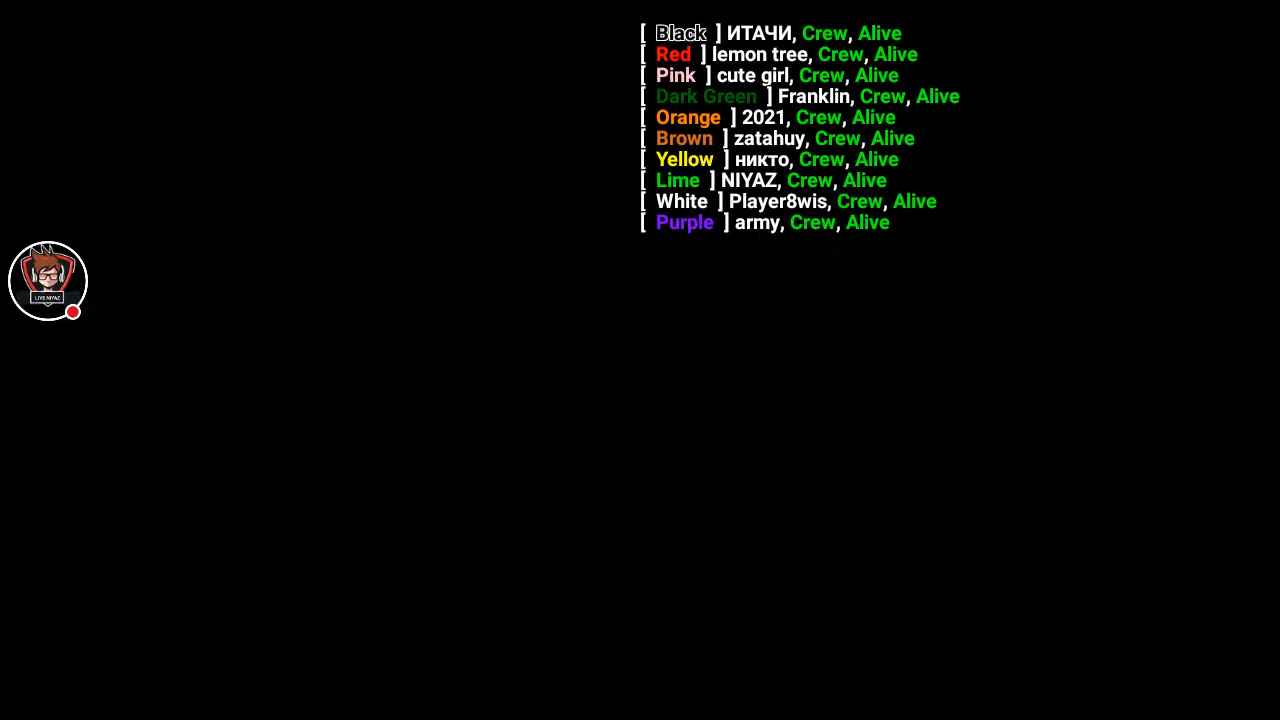 [ Black ] ИТАЧИ, Crew, Alive
[ Red ] lemon tree, Crew, Alive
[ Pink ] cute girl, Crew, Alive
[ Dark Green ] Franklin, Crew, Alive
[ Orange ] 2021, Crew, Alive
[ Brown ] zatahuy, Crew, Alive
[ Yellow ] никто, Crew, Alive
[ Lime ] NIYAZ, Crew, Alive
[ White ] Player8wis, Crew, Alive
[ Purple ] army, Crew, Alive
LIVE NIYAZ